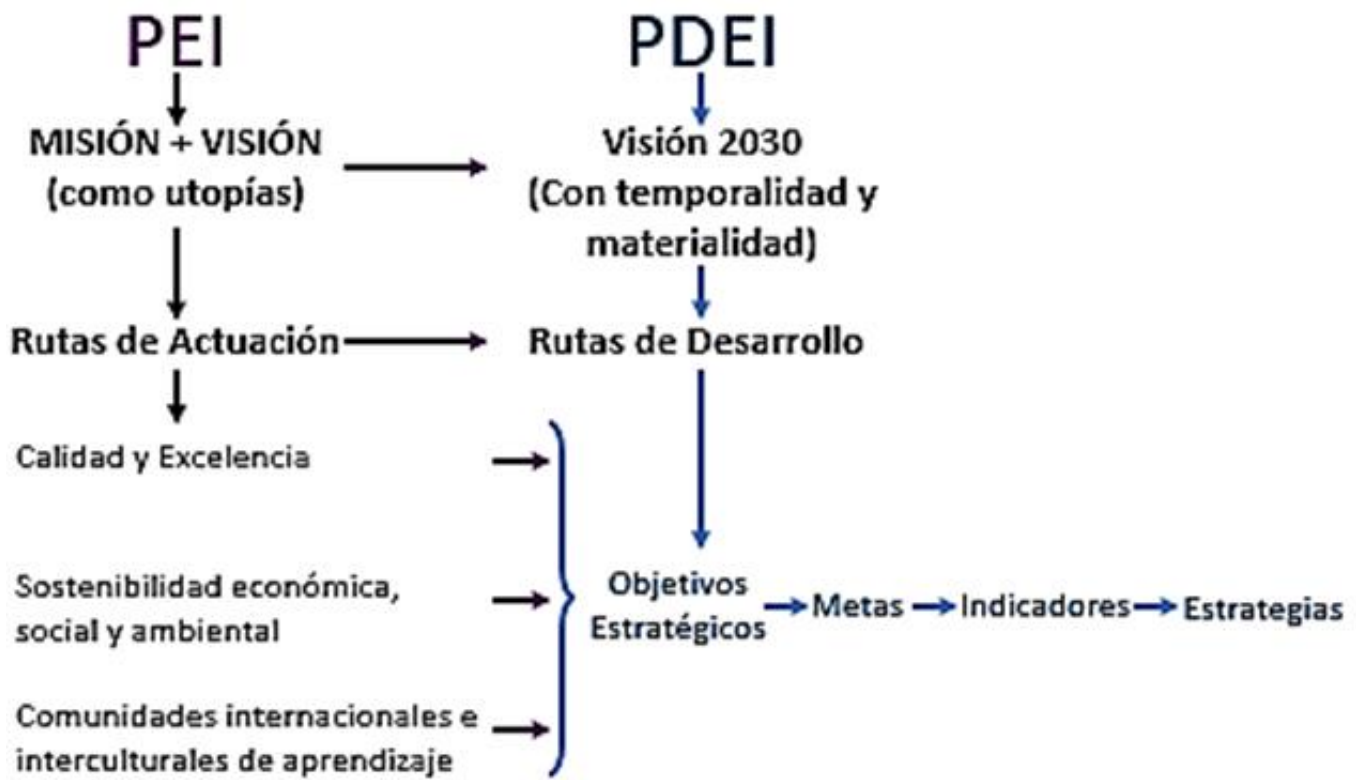 PEI
MISIÓN + VISIÓN
(como utopías)
Rutas de Actuación
Calidad y Excelencia
Sostenibilidad económica,
social y ambiental
Comunidades internacionales e
interculturales de aprendizaje
PDEI
Visión 2030
(Con temporalidad y
materialidad)
Rutas de Desarrollo
Objetivos
Estratégicos
Metas
Indicadores
Estrategias